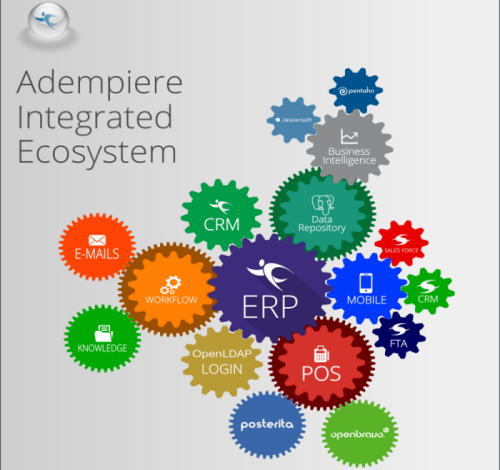 Adempiere
Integrated
Ecosystem
pentaho
Jaspersoft
Business
Intelligence
CRM
Data
Repository
E-MAILS
SALES FORCE
WORKFLOW
ERP
MOBILE
CRM
KNOWLEDGE
FTA
OpenLDAP
LOGIN
POS
posterita
openbravo